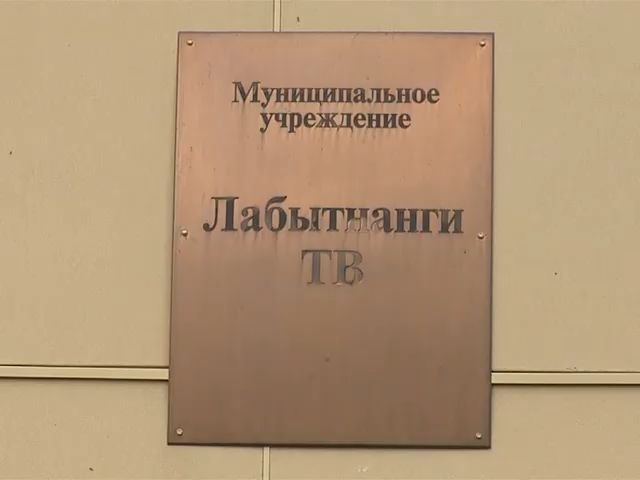 Муниципальное
учреждение
Лабытнанги
ТВ